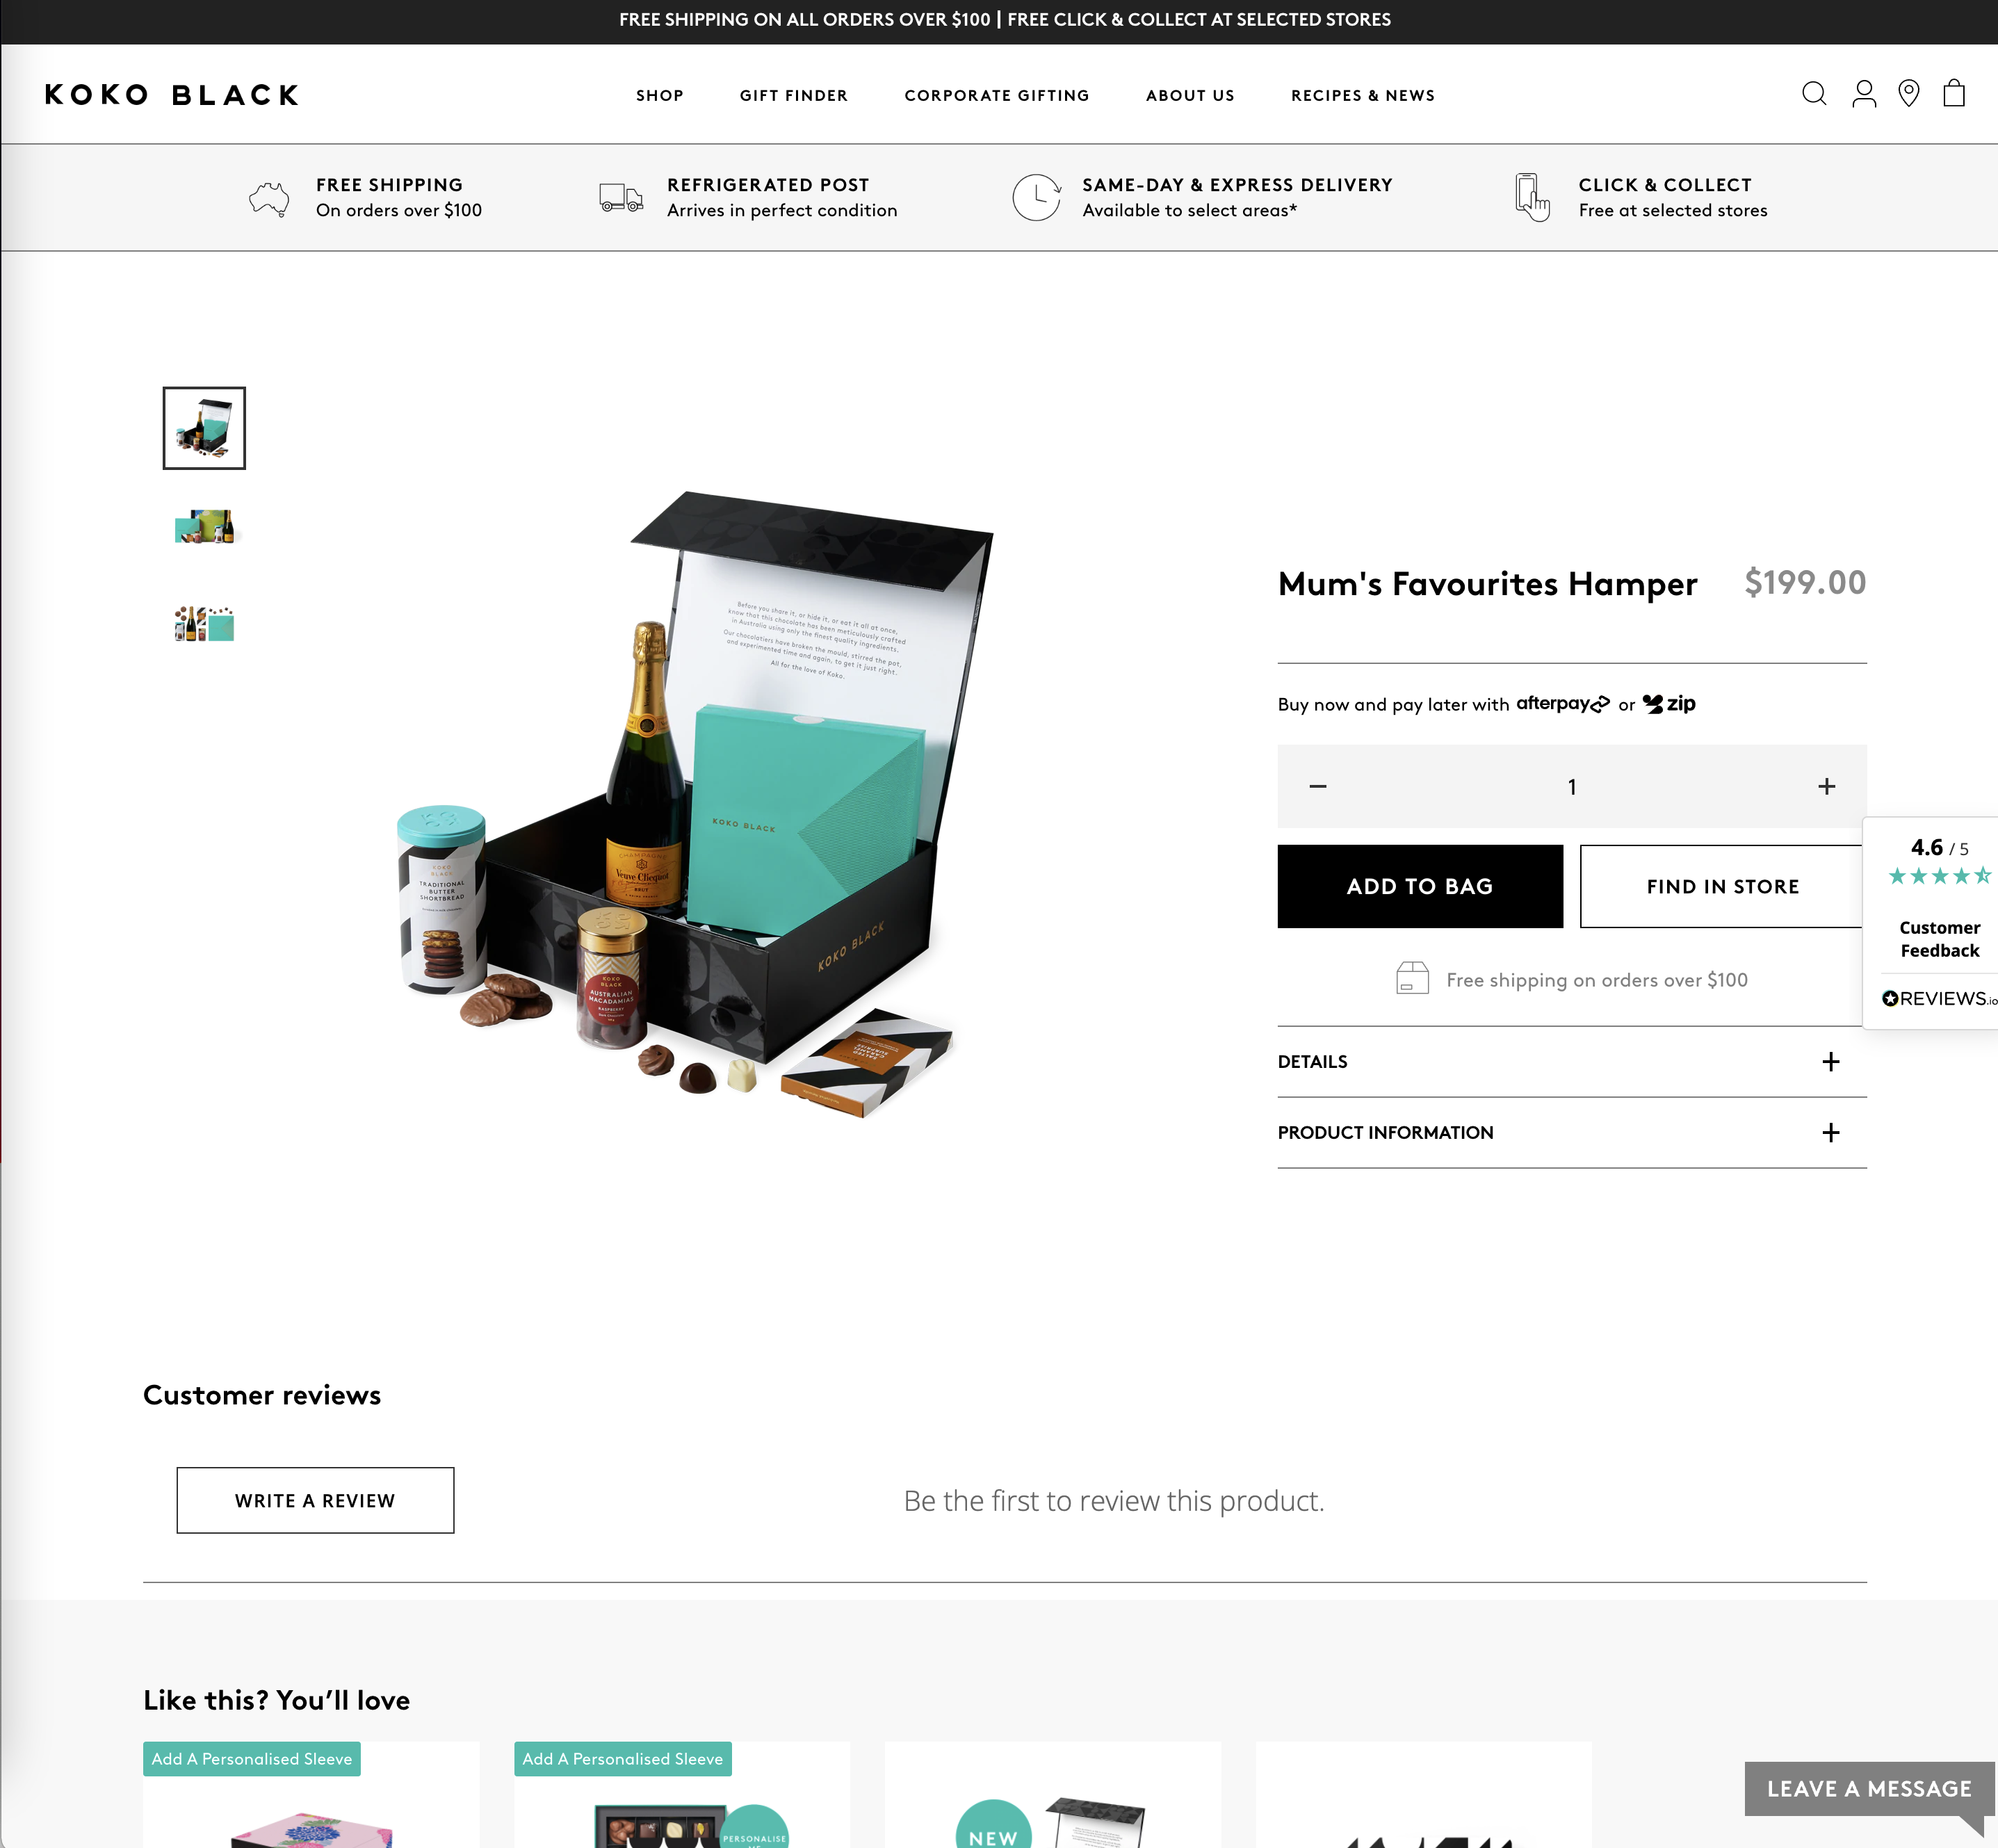 FREE SHIPPING ON ALL ORDERS OVER $100 | FREE CLICK & COLLECT AT SELECTED STORES
KOKO BLACK
SHOP
GIFT FINDER
CORPORATE GIFTING
ABOUT US
RECIPES & NEWS
FREE SHIPPING
On orders over $100
REFRIGERATED POST
Arrives in perfect condition
SAME-DAY & EXPRESS DELIVERY
Available to select areas*
CLICK & COLLECT
Free at selected stores
Before you share it, or hide it, or eat it all at once,
know that this chocolate has been meticulously crafted
in Australia using only the finest quality ingredients.
Our chocolatiers have broken the mould, stirred the pot,
and experimented time and again, to get it just right.
All for the love of Koko.
KOKO BLACK
CHAMPAGNE
Veuve Clicquot
BRUT
KOKO
BLACK
TRADITIONAL
BUTTER
SHORTBREAD
KOKO
BLACK
AUSTRALIAN
MACADAMIAS
RASPBERRY
KOKO BLACK
SALTED
CARAMEL
SURPRISE
Mum's Favourites Hamper
$199.00
Buy now and pay later with afterpay or zip
1
ADD TO BAG
FIND IN STORE
Free shipping on orders over $100
DETAILS
PRODUCT INFORMATION
4.6 / 5
Customer
Feedback
REVIEWS.io
Customer reviews
WRITE A REVIEW
Be the first to review this product.
Like this? You’ll love
Add A Personalised Sleeve
Add A Personalised Sleeve
PERSONALISE
NEW
LEAVE A MESSAGE